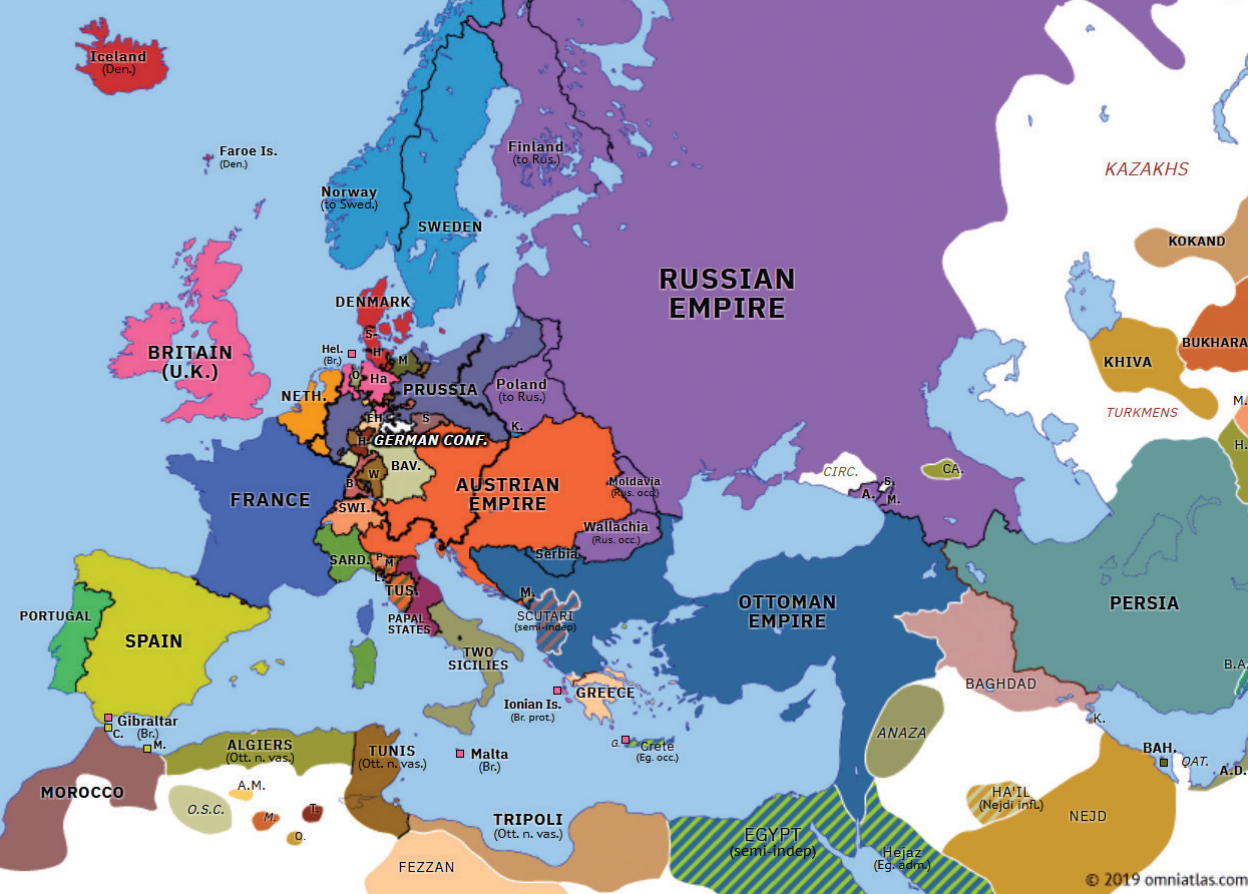 Iceland
(Den.)
Faroe Is.
(Den.)
Norway
(to Swed.)
SWEDEN
Finland
(to Rus.)
KAZAKHS
KOKAND
BUKHARA
KHIVA
TURKMENS
M.
H.
RUSSIAN
EMPIRE
BRITAIN
(U.K.)
DENMARK
S-
H
Hel.
(Br.)
M
O
Ha
NETH.
PRUSSIA
Poland
(to Rus.)
EH
S
K.
H
GERMAN CONF.
BAV.
W
B
FRANCE
AUSTRIAN
EMPIRE
SWI.
Moldavia
(Rus. occ.)
Wallachia
(Rus. occ.)
CIRC.
CA.
S.
A.
M.
SARD.
P
M
L
TUS.
PAPAL
STATES
Serbia
M.
SCUTARI
(semi-indep)
OTTOMAN
EMPIRE
PERSIA
PORTUGAL
SPAIN
TWO
SICILIES
GREECE
Ionian Is.
(Br. prot.)
BAGHDAD
B.A.
K.
Gibraltar
(Br.)
C.
M.
G.
Crete
(Eg. occ.)
Malta
(Br.)
ANAZA
ALGIERS
(Ott. n. vas.)
TUNIS
(Ott. n. vas.)
MOROCCO
A.M.
O.S.C.
M.
T.
O.
TRIPOLI
(Ott. n. vas.)
FEZZAN
EGYPT
(semi-indep)
Hejaz
(Eg. adm.)
HA'IL
(Nejdi infl.)
NEJD
BAH.
QAT.
A.D.
© 2019 omniatlas.com